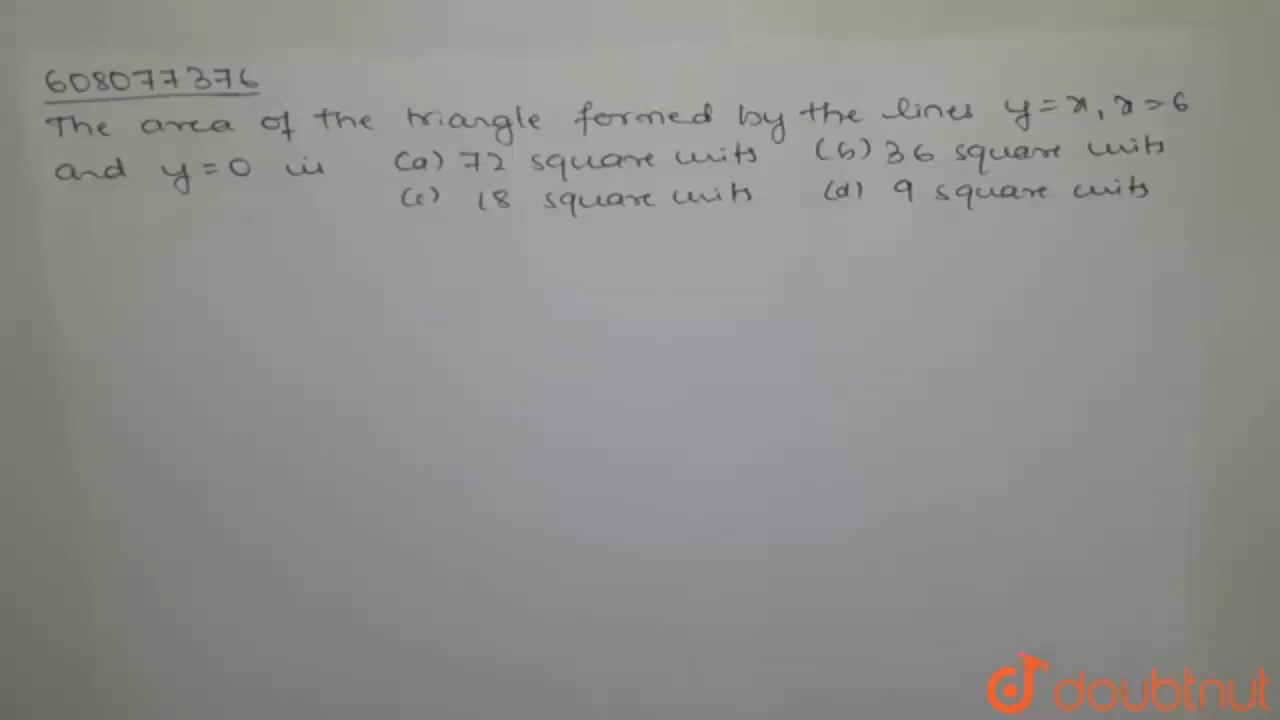 608077376
The area of the triangle formed by the lines y=x, x=6
and y=0 is (a) 72 square units (b) 36 square units
(c) 18 square units (d) 9 square units
doubtnut